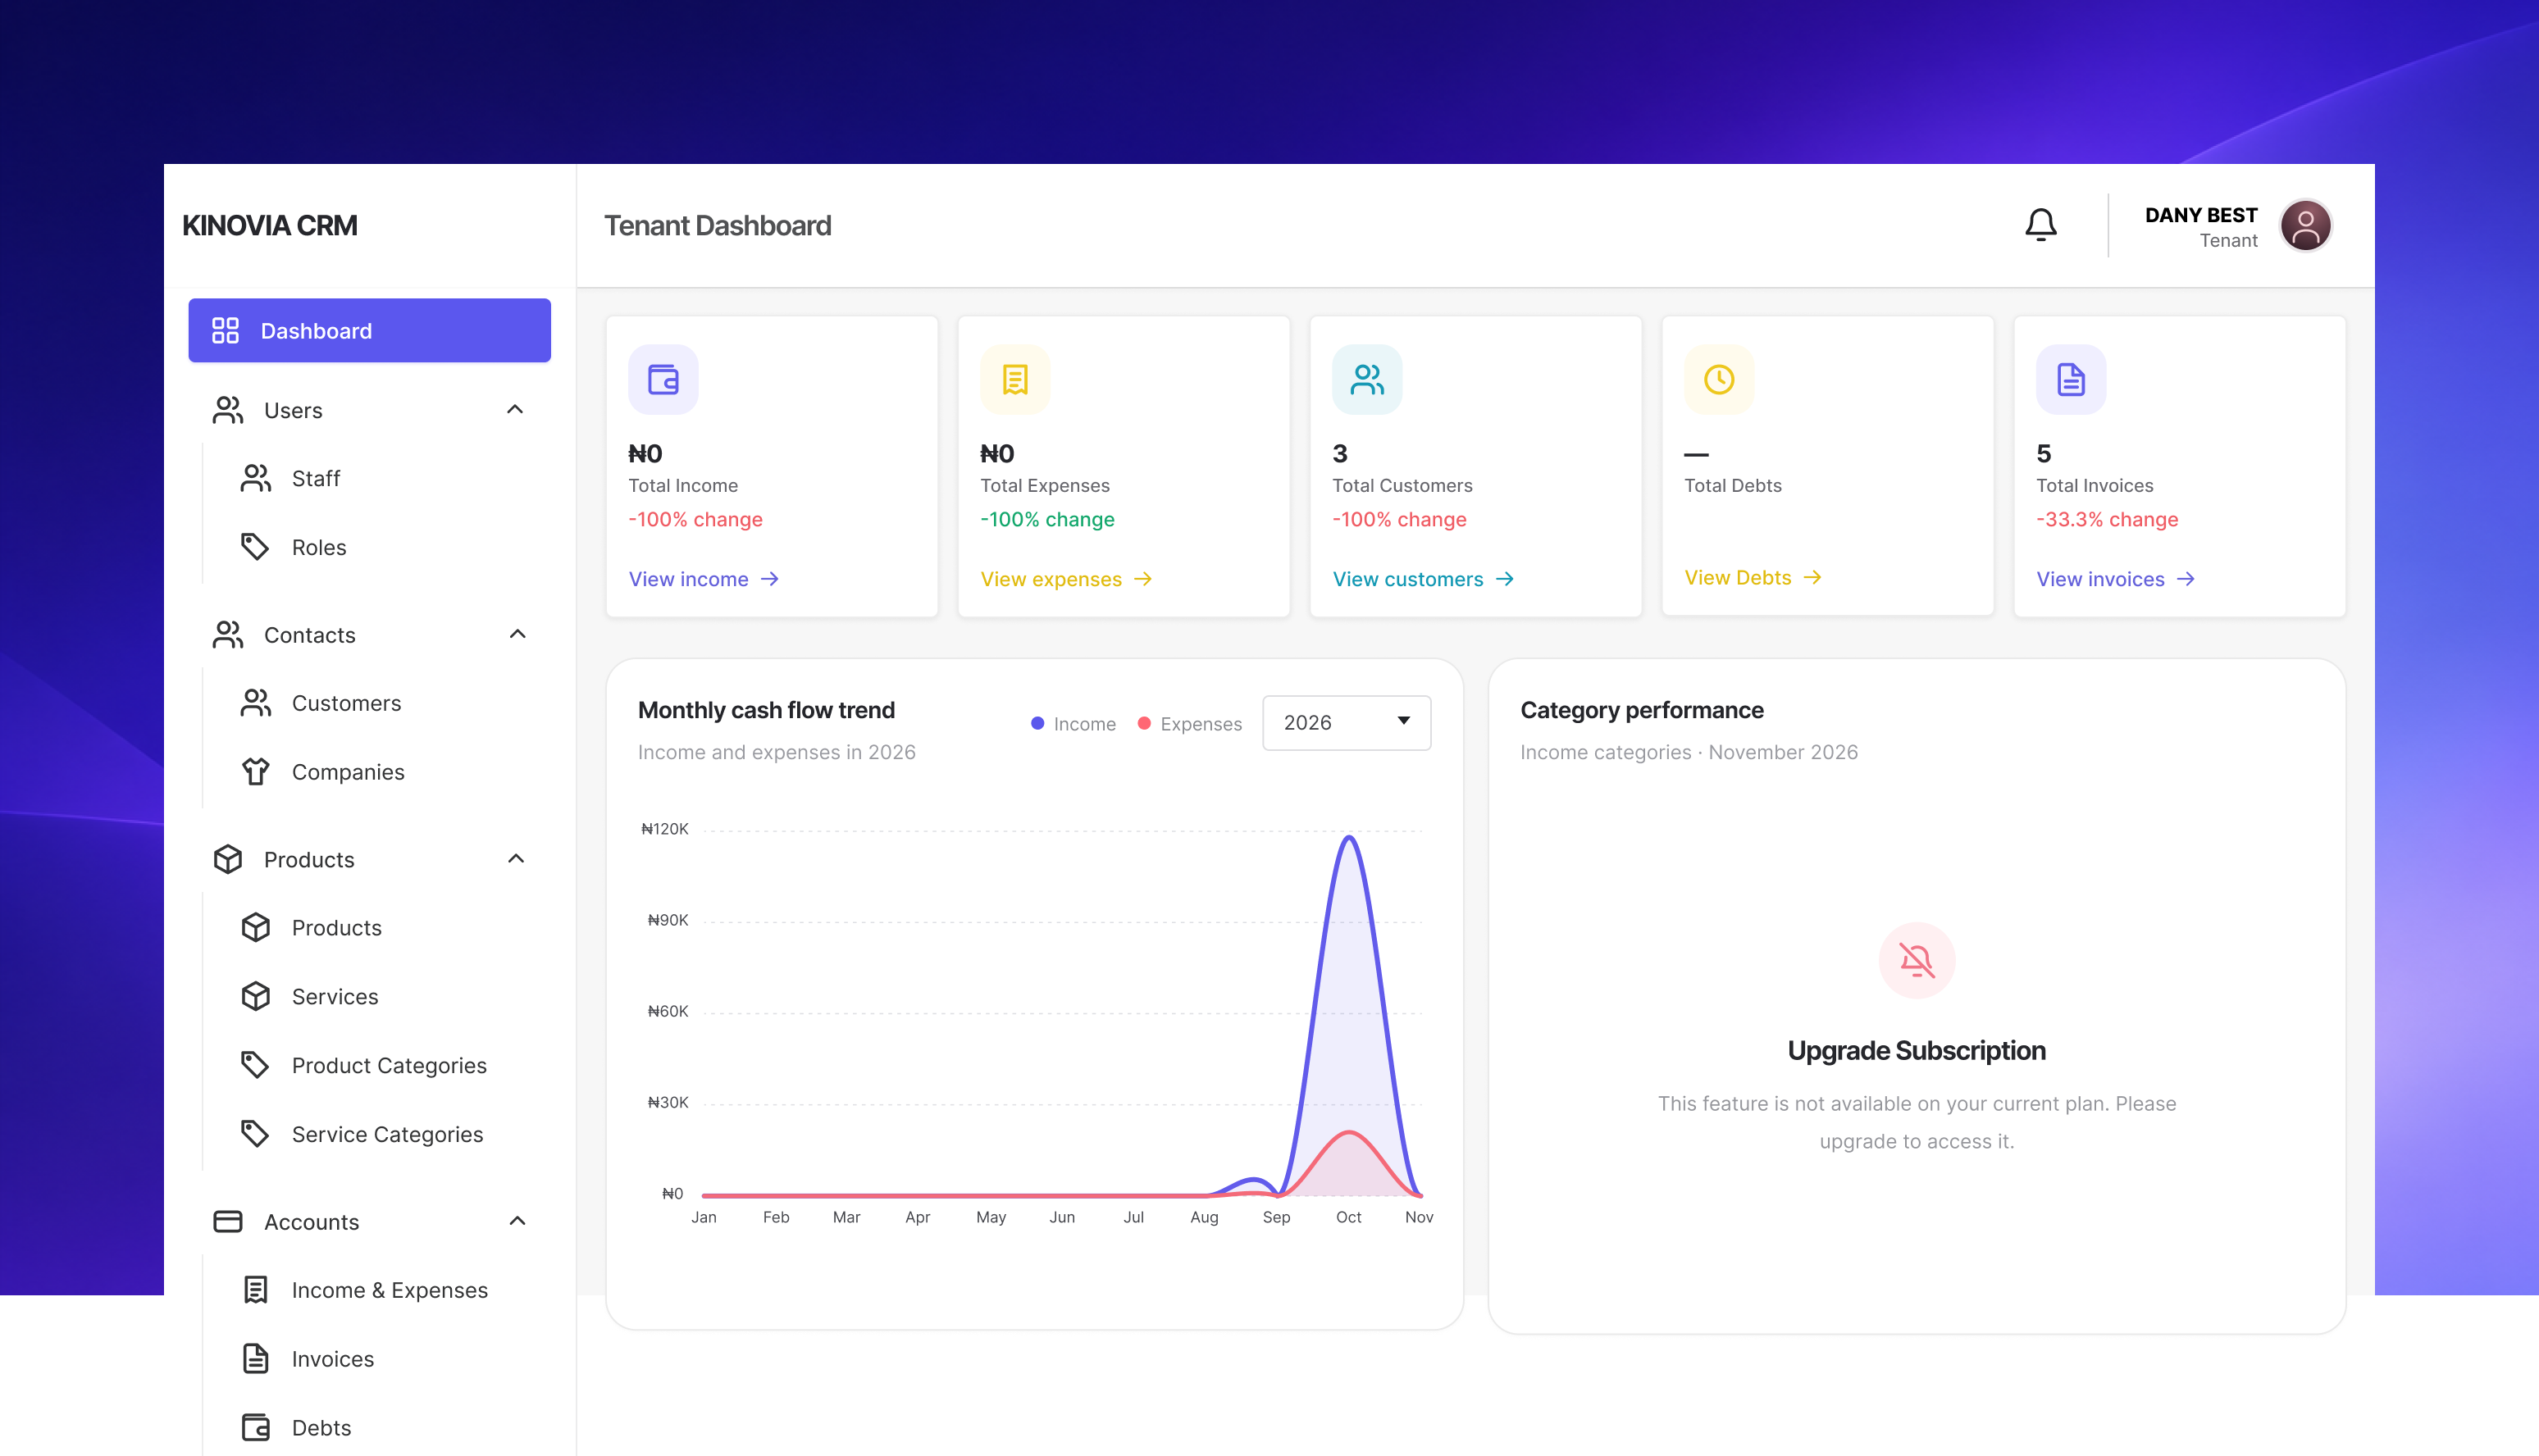 KINOVIA CRM
Tenant Dashboard
DANY BEST
Tenant
Dashboard
Users
Staff
Roles
Contacts
Customers
Companies
Products
Products
Services
Product Categories
Service Categories
Accounts
Income & Expenses
Invoices
Debts
₦0
Total Income
-100% change
View income
₦0
Total Expenses
-100% change
View expenses
3
Total Customers
-100% change
View customers
—
Total Debts
View Debts
5
Total Invoices
-33.3% change
View invoices
Monthly cash flow trend
Income and expenses in 2026
Income
Expenses
2026
₦120K
₦90K
₦60K
₦30K
₦0
Jan Feb Mar Apr May Jun Jul Aug Sep Oct Nov
Category performance
Income categories · November 2026
Upgrade Subscription
This feature is not available on your current plan. Please
upgrade to access it.